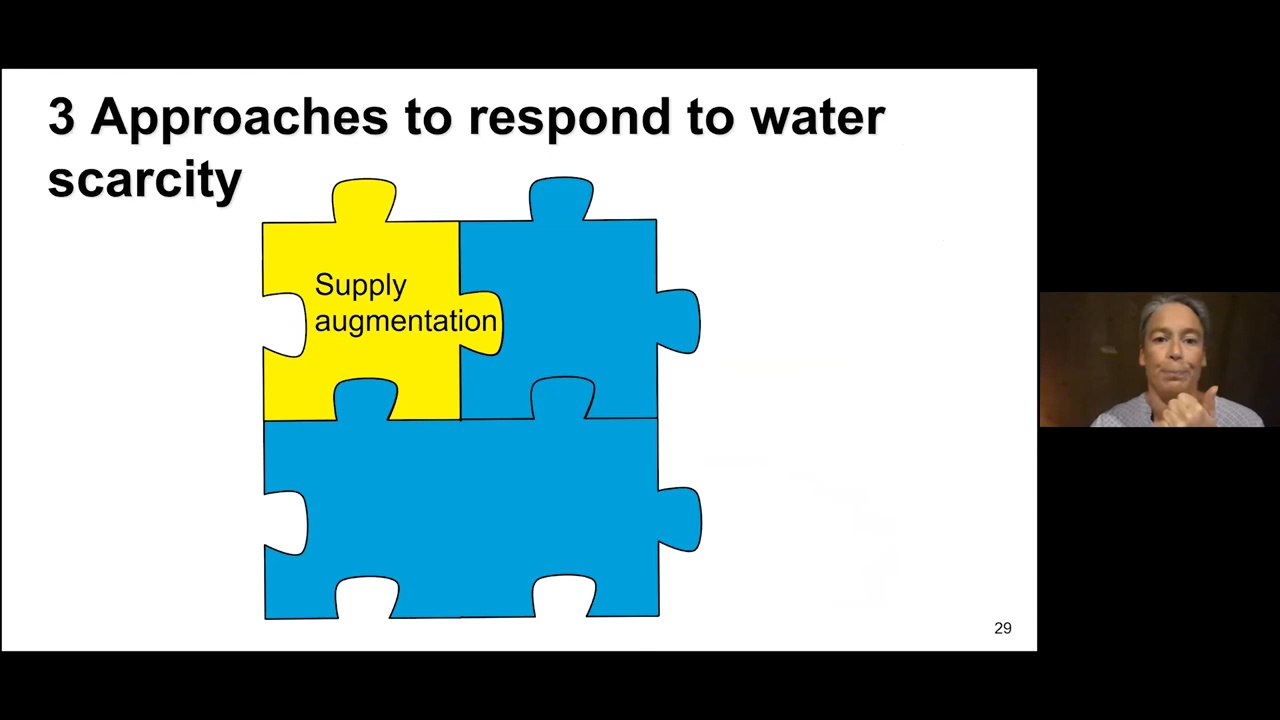 3 Approaches to respond to water
scarcity
Supply
augmentation
29